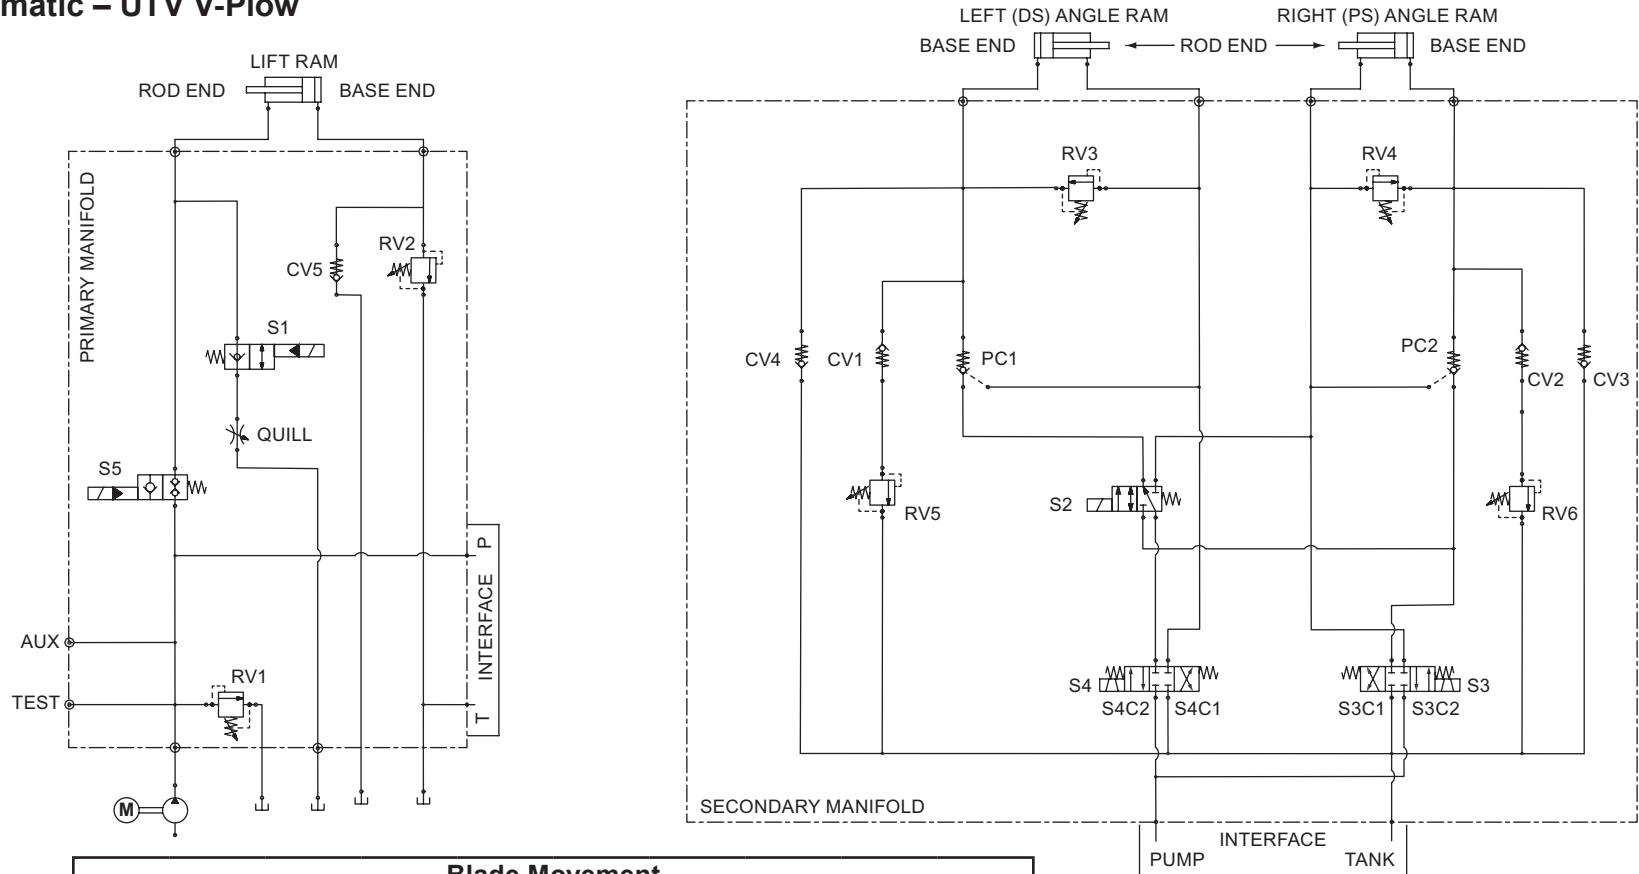 matic – UTV V-Plow
LIFT RAM
ROD END
BASE END
PRIMARY MANIFOLD
CV5
RV2
S1
QUILL
S5
P
INTERFACE
T
AUX
TEST
RV1
M
LEFT (DS) ANGLE RAM
RIGHT (PS) ANGLE RAM
BASE END
ROD END
BASE END
RV3
RV4
CV4
CV1
PC1
PC2
CV2
CV3
S2
RV5
RV6
S4
S3
S4C2
S4C1
S3C1
S3C2
SECONDARY MANIFOLD
INTERFACE
PUMP
TANK
Blade Movement